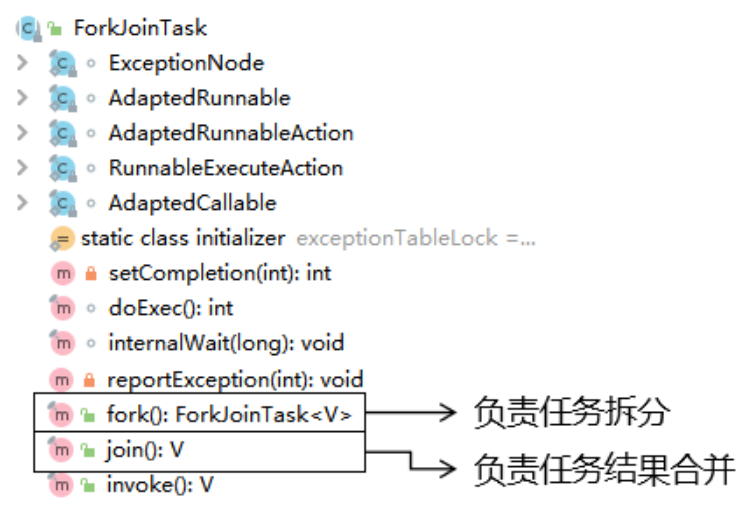 ForkJoinTask
ExceptionNode
AdaptedRunnable
AdaptedRunnableAction
RunnableExecuteAction
AdaptedCallable
static class initializer exceptionTableLock =...
setCompletion(int): int
doExec(): int
internalWait(long): void
reportException(int): void
fork(): ForkJoinTask<V> 负责任务拆分
join(): V
负责任务结果合并
invoke(): V